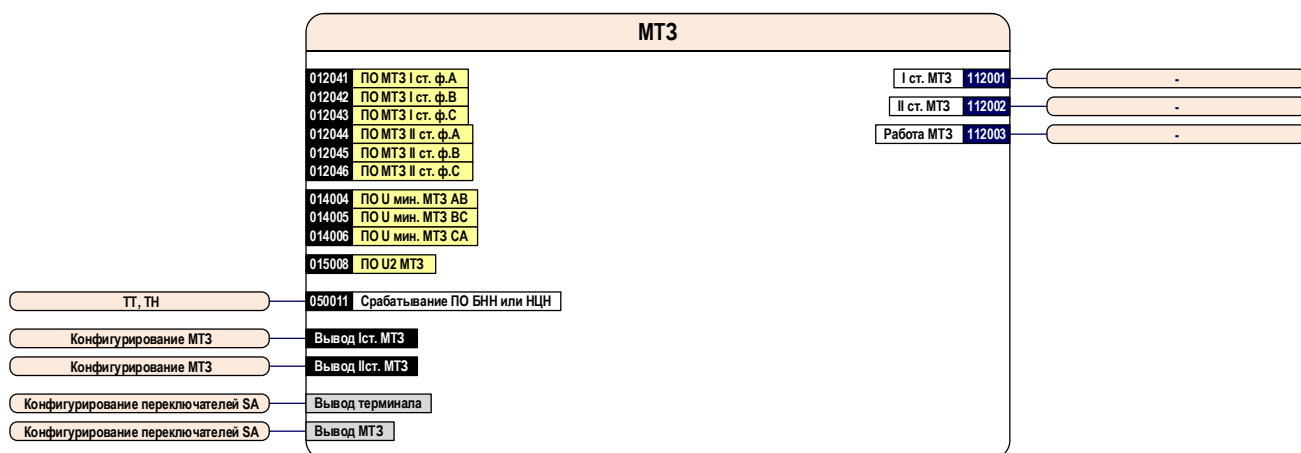 МТЗ
012041 ПО МТЗ I ст. ф.А
012042 ПО МТЗ I ст. ф.В
012043 ПО МТЗ I ст. ф.С
012044 ПО МТЗ II ст. ф.А
012045 ПО МТЗ II ст. ф.В
012046 ПО МТЗ II ст. ф.С
014004 ПО U мин. МТЗ АВ
014005 ПО U мин. МТЗ ВС
014006 ПО U мин. МТЗ СА
015008 ПО U2 МТЗ
ТТ, ТН 050011 Срабатывание ПО БНН или НЦН
Конфигурирование МТЗ Вывод Iст. МТЗ
Конфигурирование МТЗ Вывод IIст. МТЗ
Конфигурирование переключателей SA Вывод терминала
Конфигурирование переключателей SA Вывод МТЗ
I ст. МТЗ 112001 -
II ст. МТЗ 112002 -
Работа МТЗ 112003 -